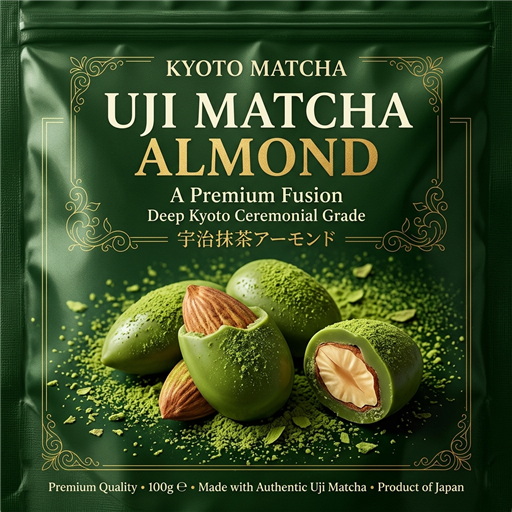 KYOTO MATCHA
UJI MATCHA
ALMOND
A Premium Fusion
Deep Kyoto Ceremonial Grade
宇治抹茶アーモンド
Premium Quality • 100g ℮ • Made with Authentic Uji Matcha • Product of Japan